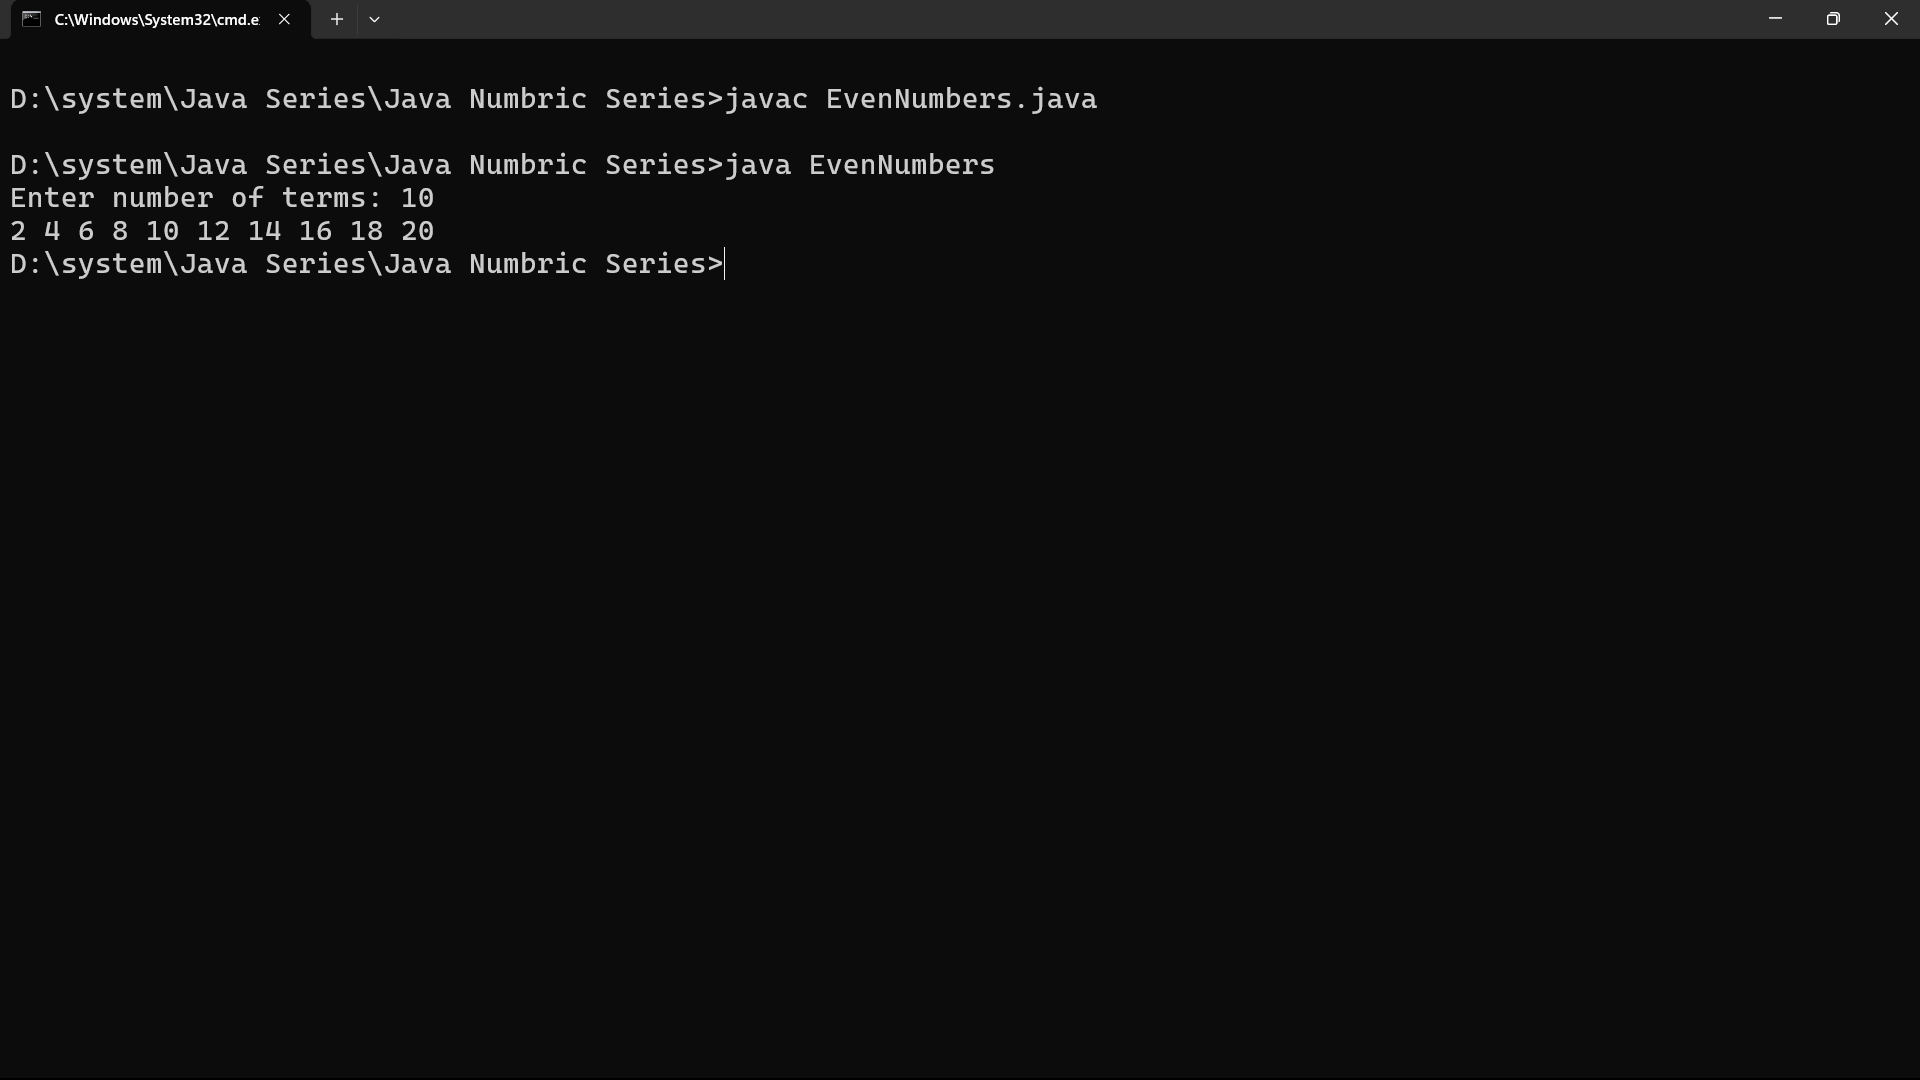 C:\Windows\System32\cmd.e
D:\system\Java Series\Java Numbric Series>javac EvenNumbers.java
D:\system\Java Series\Java Numbric Series>java EvenNumbers
Enter number of terms: 10
2 4 6 8 10 12 14 16 18 20
D:\system\Java Series\Java Numbric Series>